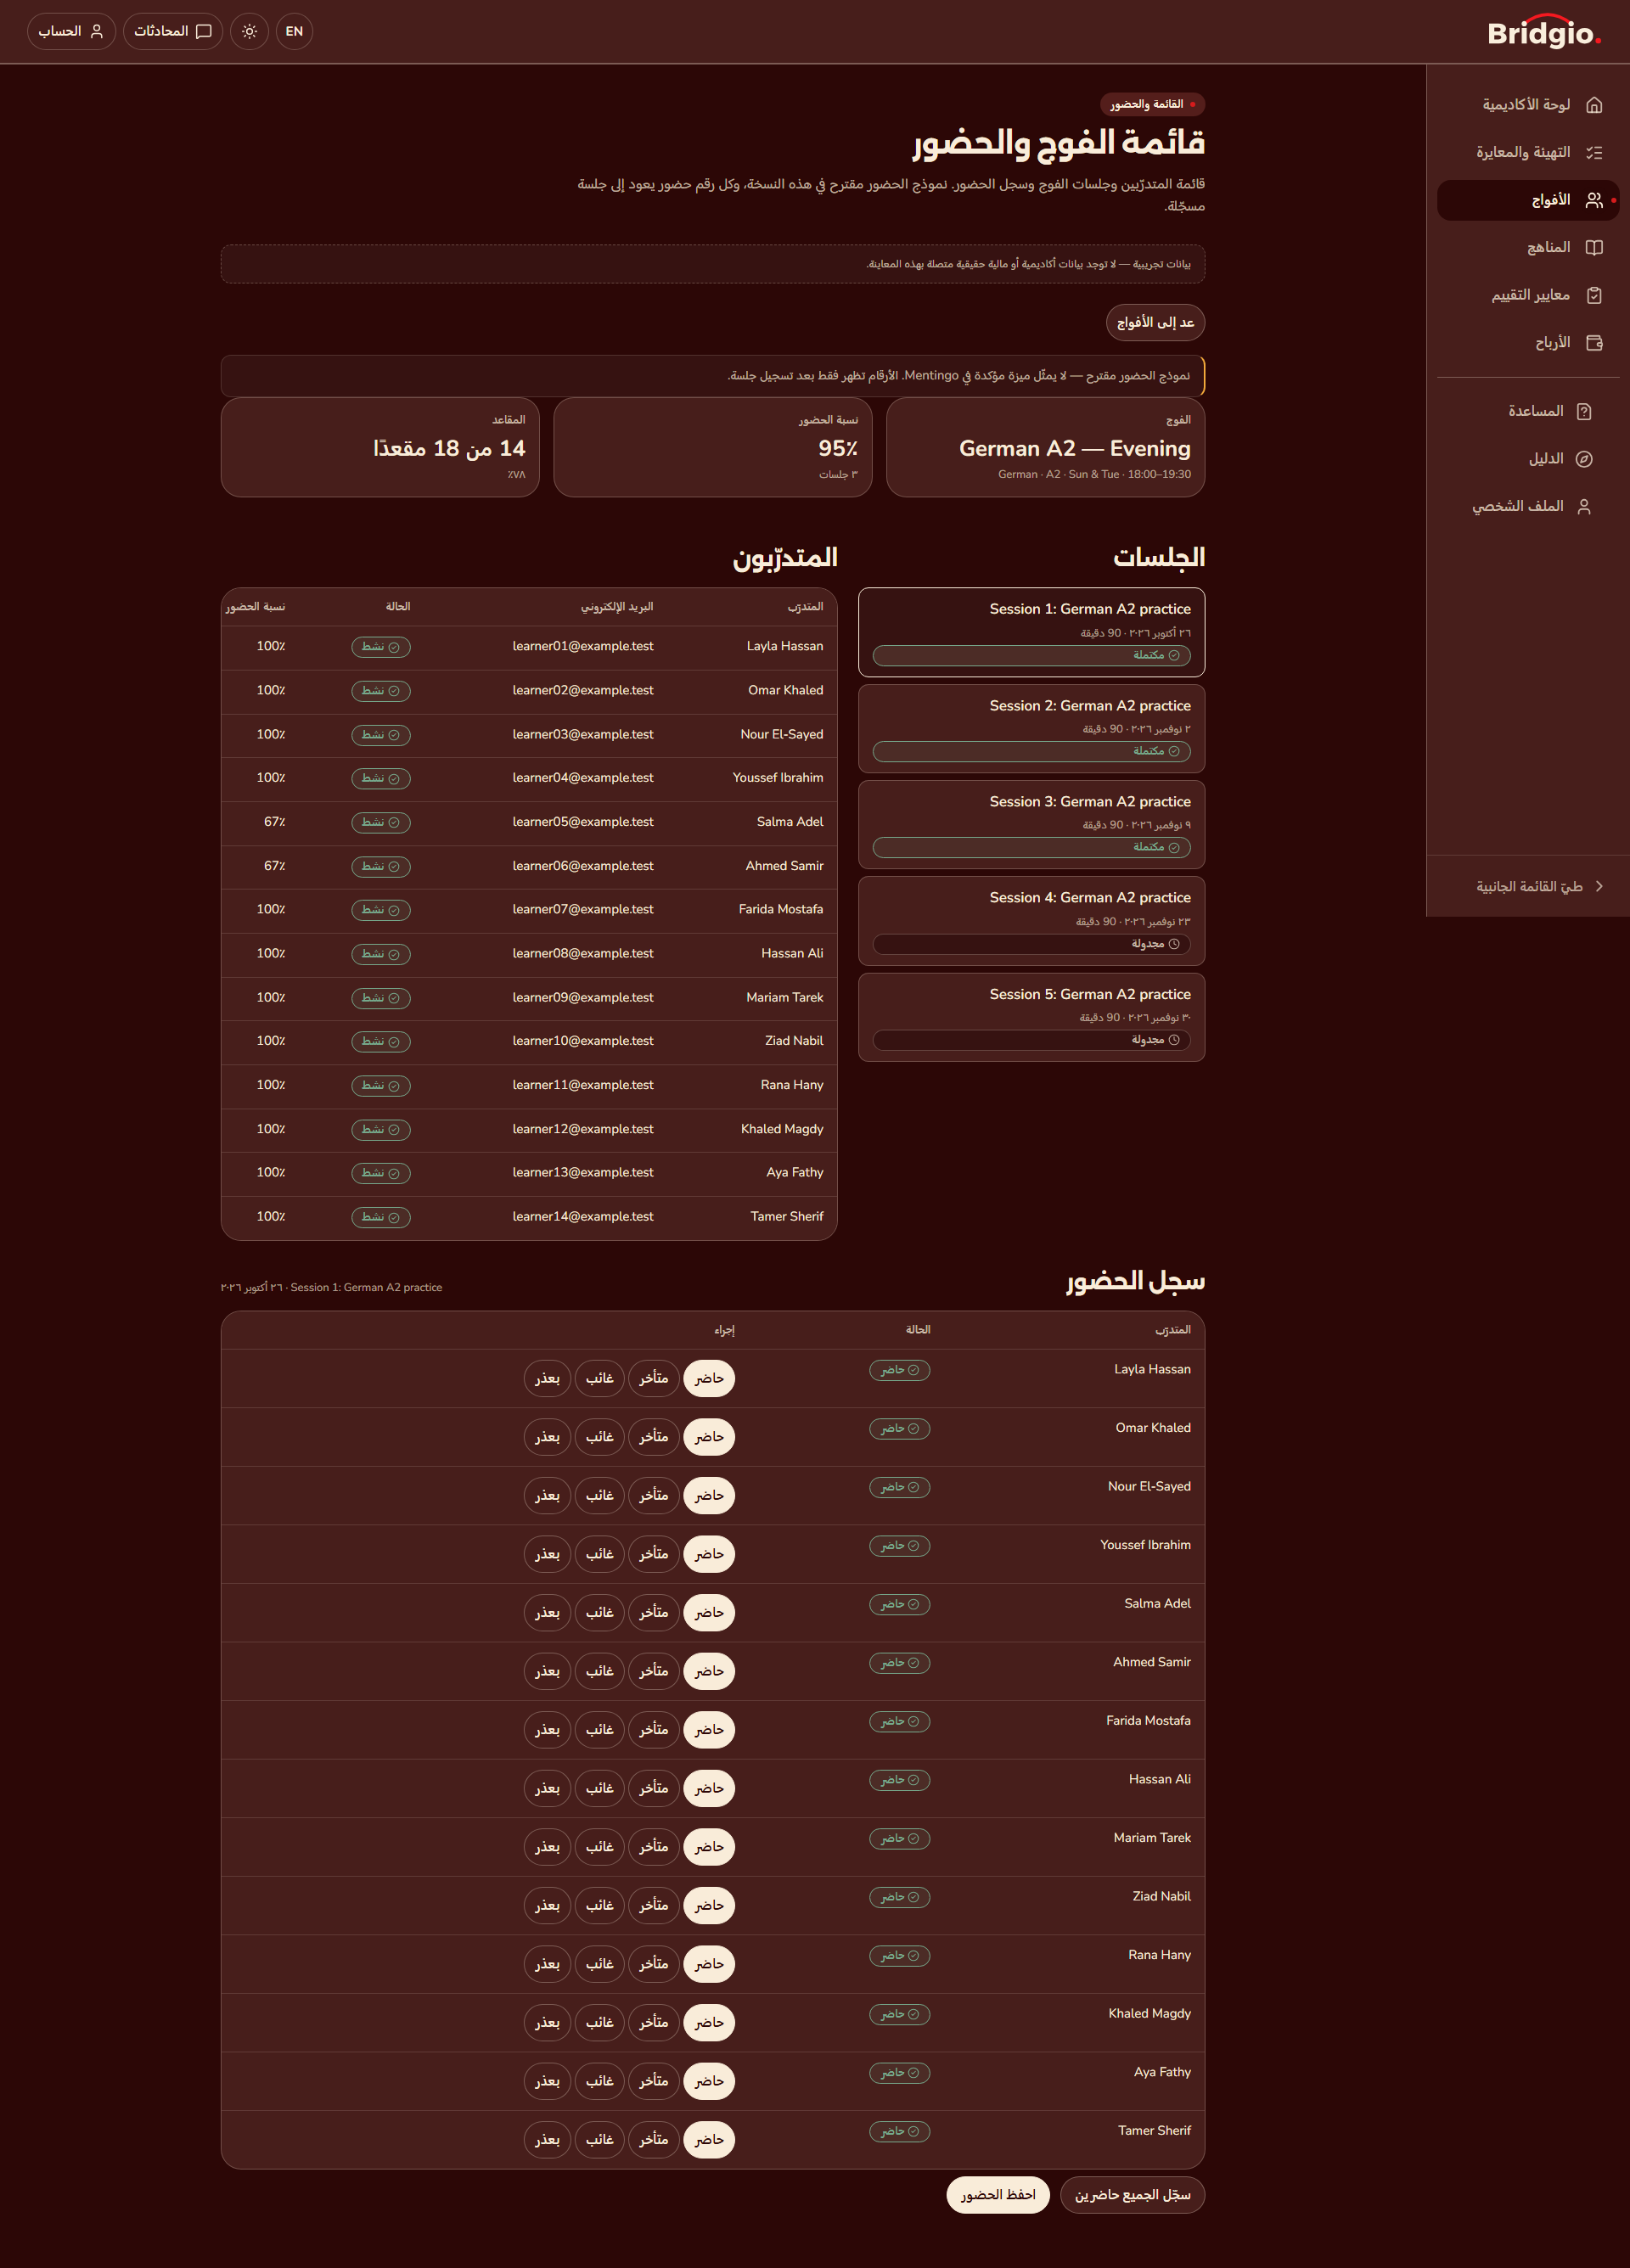 Bridgio.
EN
المحادثات
الحساب
لوحة الأكاديمية
التهيئة والمعايرة
الأفواج
المناهج
معايير التقييم
الأرباح
المساعدة
الدليل
الملف الشخصي
طيّ القائمة الجانبية
القائمة والحضور
قائمة الفوج والحضور
قائمة المتدرّبين وجلسات الفوج وسجل الحضور. نموذج الحضور مقترح في هذه النسخة، وكل رقم حضور يعود إلى جلسة
مسجّلة.
بيانات تجريبية — لا توجد بيانات أكاديمية أو مالية حقيقية متصلة بهذه المعاينة.
عد إلى الأفواج
نموذج الحضور مقترح — لا يمثّل ميزة مؤكدة في Mentingo. الأرقام تظهر فقط بعد تسجيل جلسة.
الفوج
German A2 — Evening
German · A2 · Sun & Tue · 18:00–19:30
نسبة الحضور
95٪
٣ جلسات
المقاعد
14 من 18 مقعدًا
٧٨٪
الجلسات
Session 1: German A2 practice
٢٦ أكتوبر ٢٠٢٦ · 90 دقيقة
مكتملة
Session 2: German A2 practice
٢ نوفمبر ٢٠٢٦ · 90 دقيقة
مكتملة
Session 3: German A2 practice
٩ نوفمبر ٢٠٢٦ · 90 دقيقة
مكتملة
Session 4: German A2 practice
٢٣ نوفمبر ٢٠٢٦ · 90 دقيقة
مجدولة
Session 5: German A2 practice
٣٠ نوفمبر ٢٠٢٦ · 90 دقيقة
مجدولة
المتدرّبون
المتدرّب البريد الإلكتروني الحالة نسبة الحضور
Layla Hassan learner01@example.test نشط 100٪
Omar Khaled learner02@example.test نشط 100٪
Nour El-Sayed learner03@example.test نشط 100٪
Youssef Ibrahim learner04@example.test نشط 100٪
Salma Adel learner05@example.test نشط 67٪
Ahmed Samir learner06@example.test نشط 67٪
Farida Mostafa learner07@example.test نشط 100٪
Hassan Ali learner08@example.test نشط 100٪
Mariam Tarek learner09@example.test نشط 100٪
Ziad Nabil learner10@example.test نشط 100٪
Rana Hany learner11@example.test نشط 100٪
Khaled Magdy learner12@example.test نشط 100٪
Aya Fathy learner13@example.test نشط 100٪
Tamer Sherif learner14@example.test نشط 100٪
سجل الحضور
Session 1: German A2 practice · ٢٦ أكتوبر ٢٠٢٦
المتدرّب الحالة إجراء
Layla Hassan حاضر حاضر متأخر غائب بعذر
Omar Khaled حاضر حاضر متأخر غائب بعذر
Nour El-Sayed حاضر حاضر متأخر غائب بعذر
Youssef Ibrahim حاضر حاضر متأخر غائب بعذر
Salma Adel حاضر حاضر متأخر غائب بعذر
Ahmed Samir حاضر حاضر متأخر غائب بعذر
Farida Mostafa حاضر حاضر متأخر غائب بعذر
Hassan Ali حاضر حاضر متأخر غائب بعذر
Mariam Tarek حاضر حاضر متأخر غائب بعذر
Ziad Nabil حاضر حاضر متأخر غائب بعذر
Rana Hany حاضر حاضر متأخر غائب بعذر
Khaled Magdy حاضر حاضر متأخر غائب بعذر
Aya Fathy حاضر حاضر متأخر غائب بعذر
Tamer Sherif حاضر حاضر متأخر غائب بعذر
سجّل الجميع حاضرين
احفظ الحضور